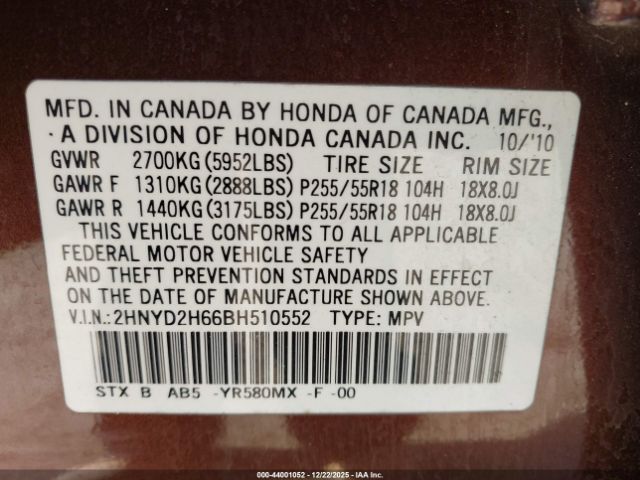 MFD. IN CANADA BY HONDA OF CANADA MFG.,
A DIVISION OF HONDA CANADA INC. 10/'10
GVWR 2700KG (5952LBS) TIRE SIZE RIM SIZE
GAWR F 1310KG (2888LBS) P255/55R18 104H 18X8.0J
GAWR R 1440KG (3175LBS) P255/55R18 104H 18X8.0J
THIS VEHICLE CONFORMS TO ALL APPLICABLE
FEDERAL MOTOR VEHICLE SAFETY
AND THEFT PREVENTION STANDARDS IN EFFECT
ON THE DATE OF MANUFACTURE SHOWN ABOVE.
V.I.N.:2HNYD2H66BH510552 TYPE: MPV
STX B AB5 -YR580MX -F -00
000-44001052 - 12/22/2025 - IAA Inc.